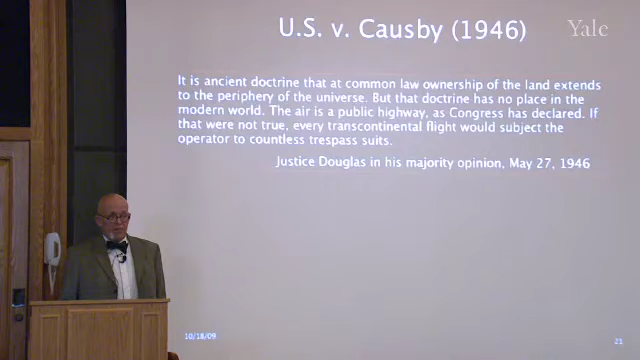 U.S. v. Causby (1946)
Yale
It is ancient doctrine that at common law ownership of the land extends
to the periphery of the universe. But that doctrine has no place in the
modern world. The air is a public highway, as Congress has declared. If
that were not true, every transcontinental flight would subject the
operator to countless trespass suits.
Justice Douglas in his majority opinion, May 27, 1946
10/18/09
21